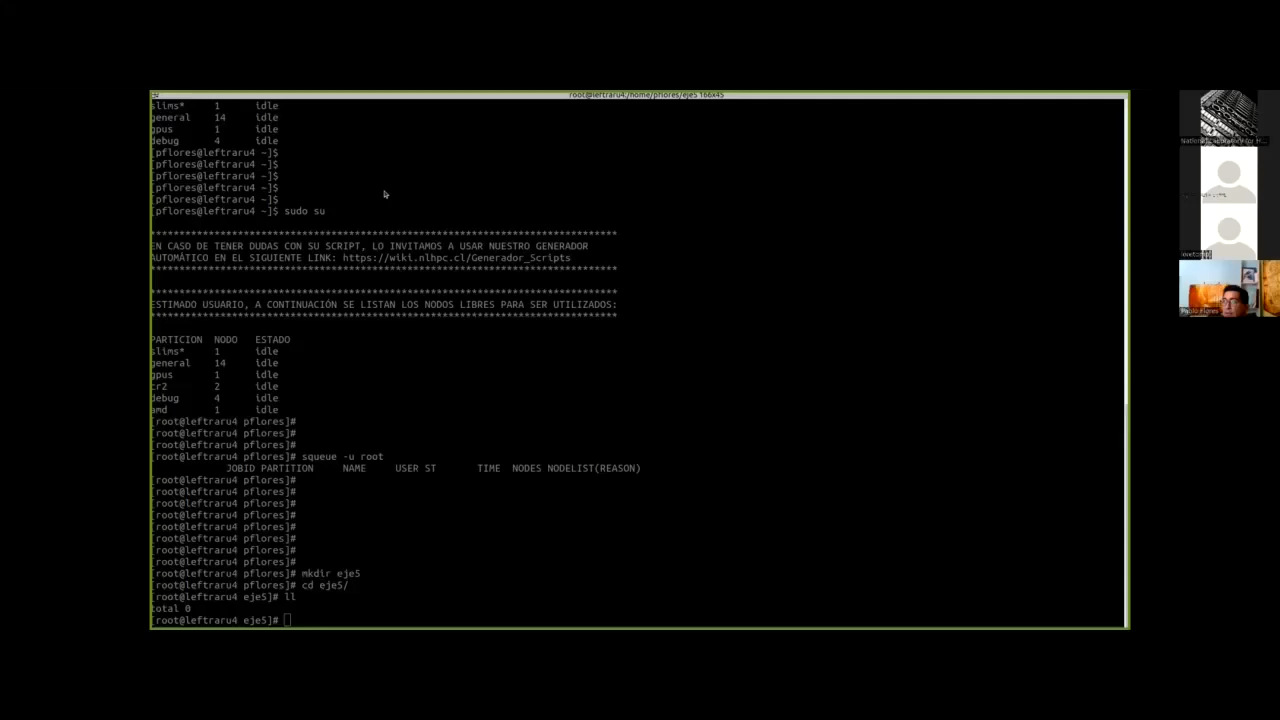 root@leftraru4:/home/pflores/eje5 166x45
slims* 1 idle
general 14 idle
gpus 1 idle
debug 4 idle
[pflores@leftraru4 ~]$
[pflores@leftraru4 ~]$
[pflores@leftraru4 ~]$
[pflores@leftraru4 ~]$
[pflores@leftraru4 ~]$
[pflores@leftraru4 ~]$ sudo su
********************************************************************************
EN CASO DE TENER DUDAS CON SU SCRIPT, LO INVITAMOS A USAR NUESTRO GENERADOR
AUTOMÁTICO EN EL SIGUIENTE LINK: https://wiki.nlhpc.cl/Generador_Scripts
********************************************************************************
********************************************************************************
ESTIMADO USUARIO, A CONTINUACIÓN SE LISTAN LOS NODOS LIBRES PARA SER UTILIZADOS:
********************************************************************************
PARTICION NODO ESTADO
slims* 1 idle
general 14 idle
gpus 1 idle
cr2 2 idle
debug 4 idle
amd 1 idle
[root@leftraru4 pflores]#
[root@leftraru4 pflores]#
[root@leftraru4 pflores]#
[root@leftraru4 pflores]# squeue -u root
JOBID PARTITION NAME USER ST TIME NODES NODELIST(REASON)
[root@leftraru4 pflores]#
[root@leftraru4 pflores]#
[root@leftraru4 pflores]#
[root@leftraru4 pflores]#
[root@leftraru4 pflores]#
[root@leftraru4 pflores]#
[root@leftraru4 pflores]#
[root@leftraru4 pflores]#
[root@leftraru4 pflores]# mkdir eje5
[root@leftraru4 pflores]# cd eje5/
[root@leftraru4 eje5]# ll
total 0
[root@leftraru4 eje5]#
National Laboratory for H...
Pablo Flores